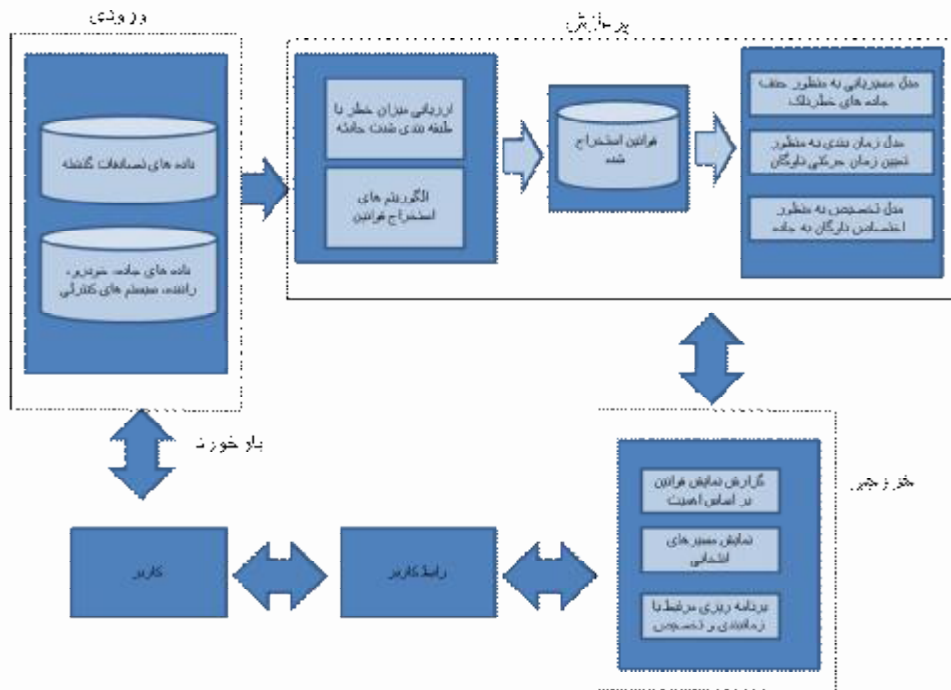 ورودی
پردازش
داده های تصادفات گذشته
داده های جاده، خودرو،
راننده، سیستم های کنترلی
ارزیابی میزان خطر با
طبقه بندی شدت حادثه
الگوریتم های
استخراج قوانین
قوانین استخراج
شده
مدل مسیریابی به منظور حذف
جاده های خطرناک
مدل زمان بندی به منظور
تعیین زمان حرکتی ناوگان
مدل تخصیص به منظور
اختصاص ناوگان به جاده
بازخورد
کاربر
رابط کاربر
خروجی
گزارش نمایش قوانین
بر اساس اهمیت
نمایش مسیرهای
انتخابی
برنامه ریزی مرتبط با
زمانبندی و تخصیص